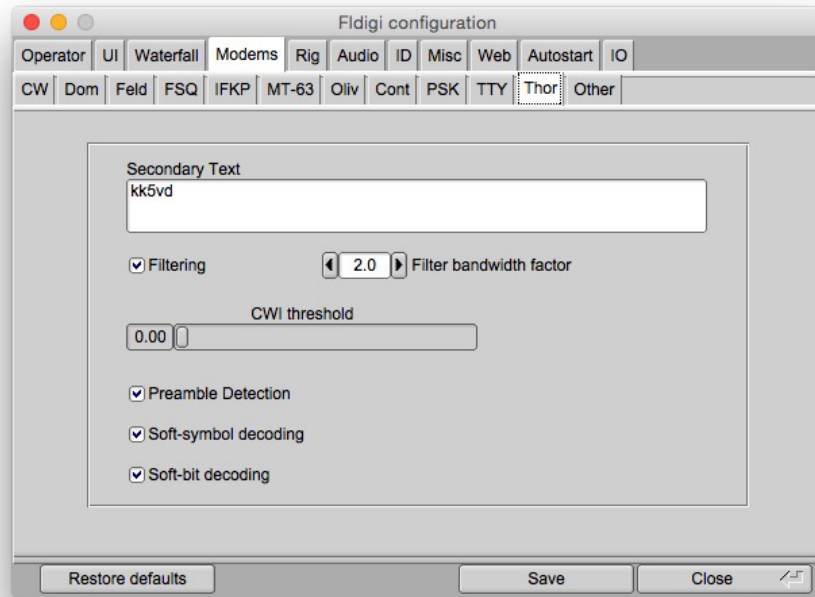 Fldigi configuration
Operator UI Waterfall Modems Rig Audio ID Misc Web Autostart IO
CW Dom Feld FSQ IFKP MT-63 Oliv Cont PSK TTY Thor Other
Secondary Text
kk5vd
Filtering 2.0 Filter bandwidth factor
CWI threshold
0.00
Preamble Detection
Soft-symbol decoding
Soft-bit decoding
Restore defaults Save Close